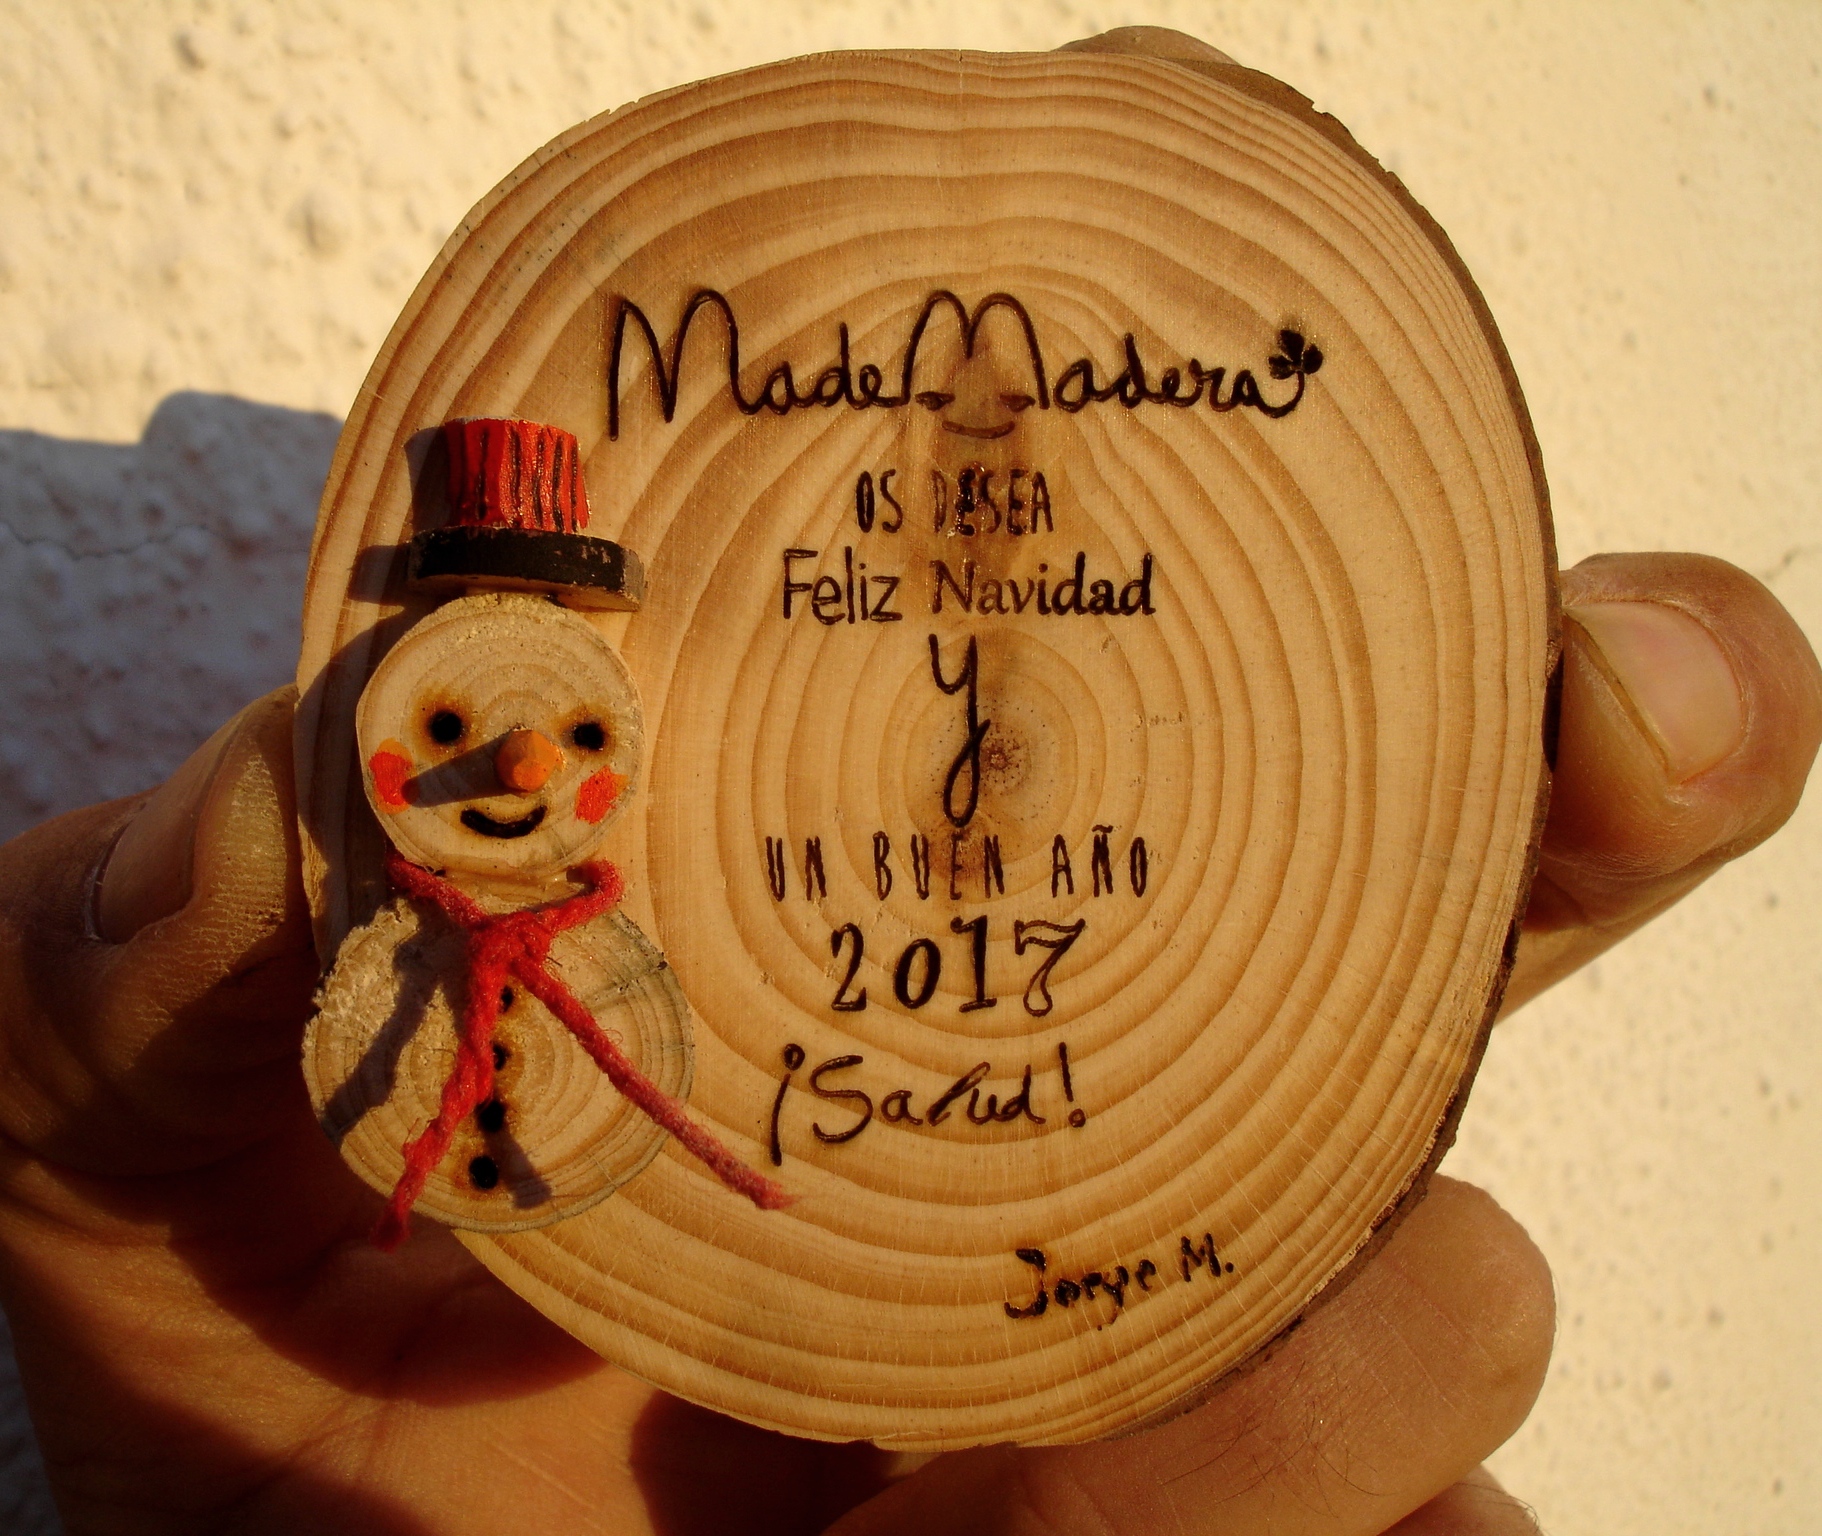 MadeMadera
OS DESEA
Feliz Navidad
y
UN BUEN AÑO
2017
¡Salud!
Jorge M.